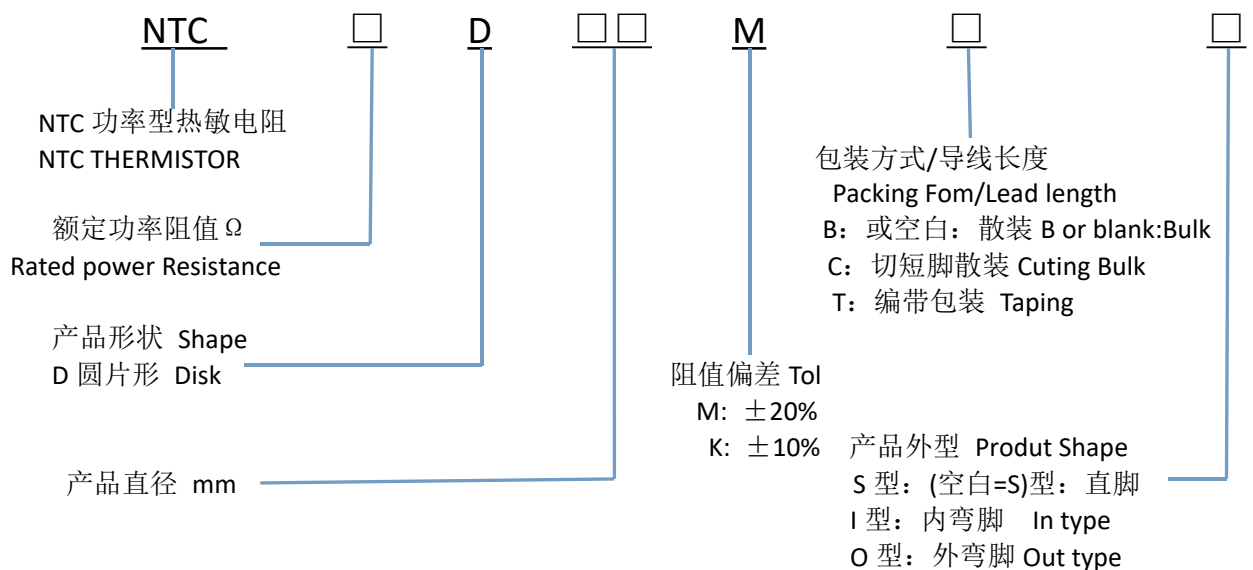 NTC □ D □□ M □ □
NTC 功率型热敏电阻
NTC THERMISTOR
额定功率阻值Ω
Rated power Resistance
产品形状 Shape
D 圆片形 Disk
产品直径 mm
阻值偏差 Tol
M: ±20%
K: ±10%
包装方式/导线长度
Packing Fom/Lead length
B：或空白：散装 B or blank:Bulk
C：切短脚散装 Cuting Bulk
T：编带包装 Taping
产品外型 Produt Shape
S 型：(空白=S)型：直脚
I 型：内弯脚 In type
O 型：外弯脚 Out type